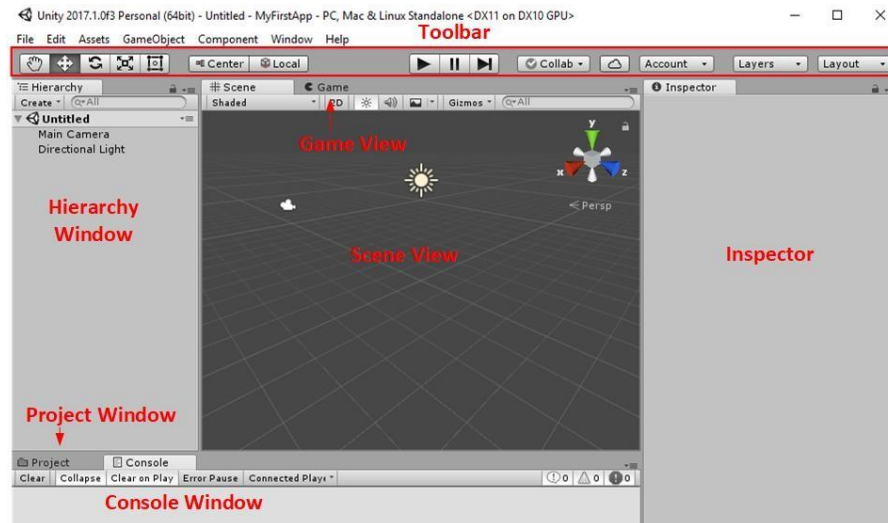 Unity 2017.1.0f3 Personal (64bit) - Untitled - MyFirstApp - PC, Mac & Linux Standalone <DX11 on DX10 GPU>
File Edit Assets GameObject Component Window Help
Toolbar
Center Local Collab Account Layers Layout
Hierarchy Scene Game Inspector
Create All Shaded 2D Gizmos All
Untitled
Main Camera
Directional Light
Game View
y
x z
Persp
Hierarchy
Window
Scene View
Inspector
Project Window
Project Console
Clear Collapse Clear on Play Error Pause Connected Playe 0 0 0
Console Window